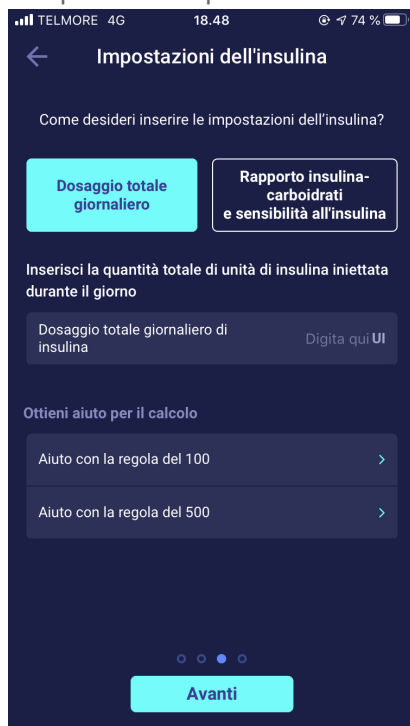 TELMORE 4G 18.48 74 %
Impostazioni dell'insulina
Come desideri inserire le impostazioni dell'insulina?
Dosaggio totale
giornaliero
Rapporto insulina-
carboidrati
e sensibilità all'insulina
Inserisci la quantità totale di unità di insulina iniettata
durante il giorno
Dosaggio totale giornaliero di
insulina
Digita qui UI
Ottieni aiuto per il calcolo
Aiuto con la regola del 100
Aiuto con la regola del 500
Avanti